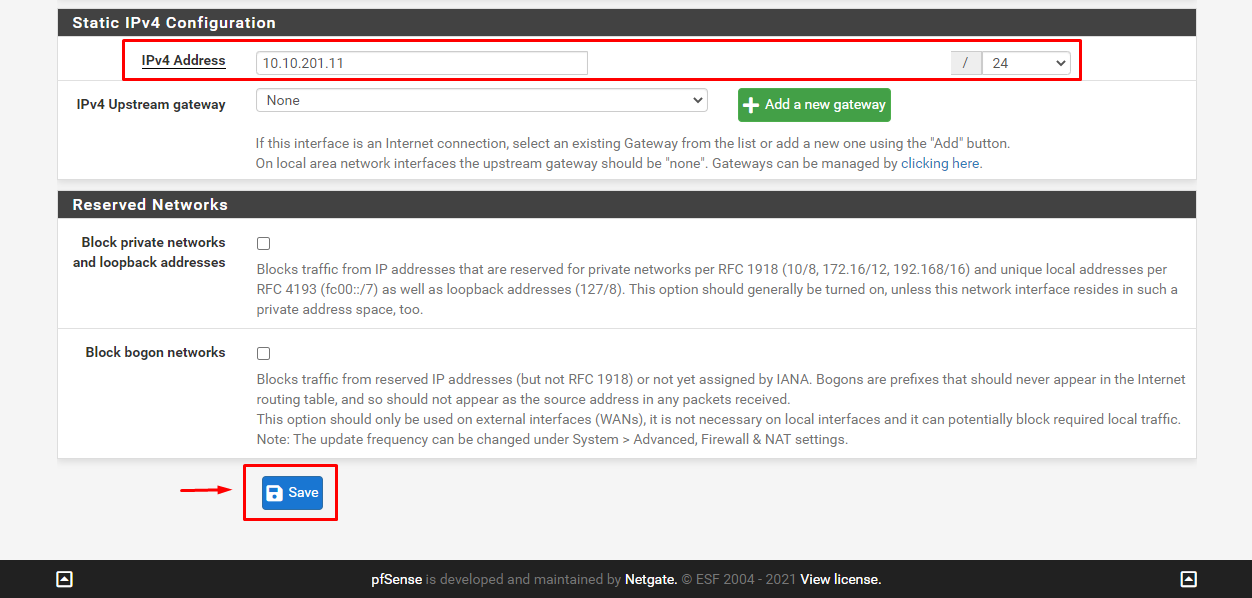 Static IPv4 Configuration
IPv4 Address 10.10.201.11 / 24
IPv4 Upstream gateway None Add a new gateway
If this interface is an Internet connection, select an existing Gateway from the list or add a new one using the "Add" button.
On local area network interfaces the upstream gateway should be "none". Gateways can be managed by clicking here.
Reserved Networks
Block private networks
and loopback addresses
Blocks traffic from IP addresses that are reserved for private networks per RFC 1918 (10/8, 172.16/12, 192.168/16) and unique local addresses per
RFC 4193 (fc00::/7) as well as loopback addresses (127/8). This option should generally be turned on, unless this network interface resides in such a
private address space, too.
Block bogon networks
Blocks traffic from reserved IP addresses (but not RFC 1918) or not yet assigned by IANA. Bogons are prefixes that should never appear in the Internet
routing table, and so should not appear as the source address in any packets received.
This option should only be used on external interfaces (WANs), it is not necessary on local interfaces and it can potentially block required local traffic.
Note: The update frequency can be changed under System > Advanced, Firewall & NAT settings.
Save
pfSense is developed and maintained by Netgate. © ESF 2004 - 2021 View license.